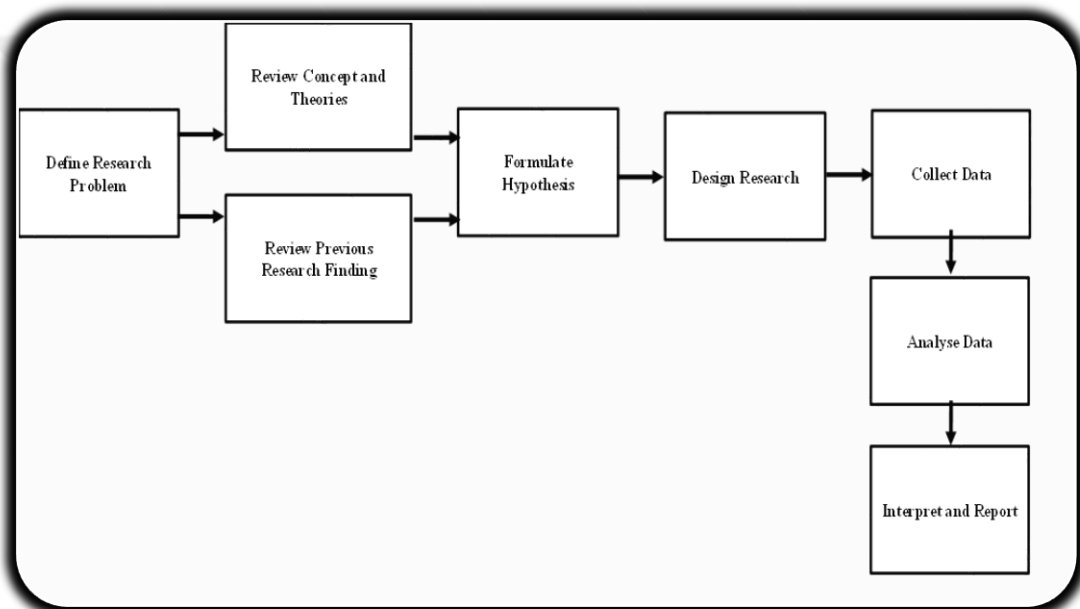 Define Research
Problem
Review Concept and
Theories
Review Previous
Research Finding
Formulate
Hypothesis
Design Research
Collect Data
Analyse Data
Interpret and Report